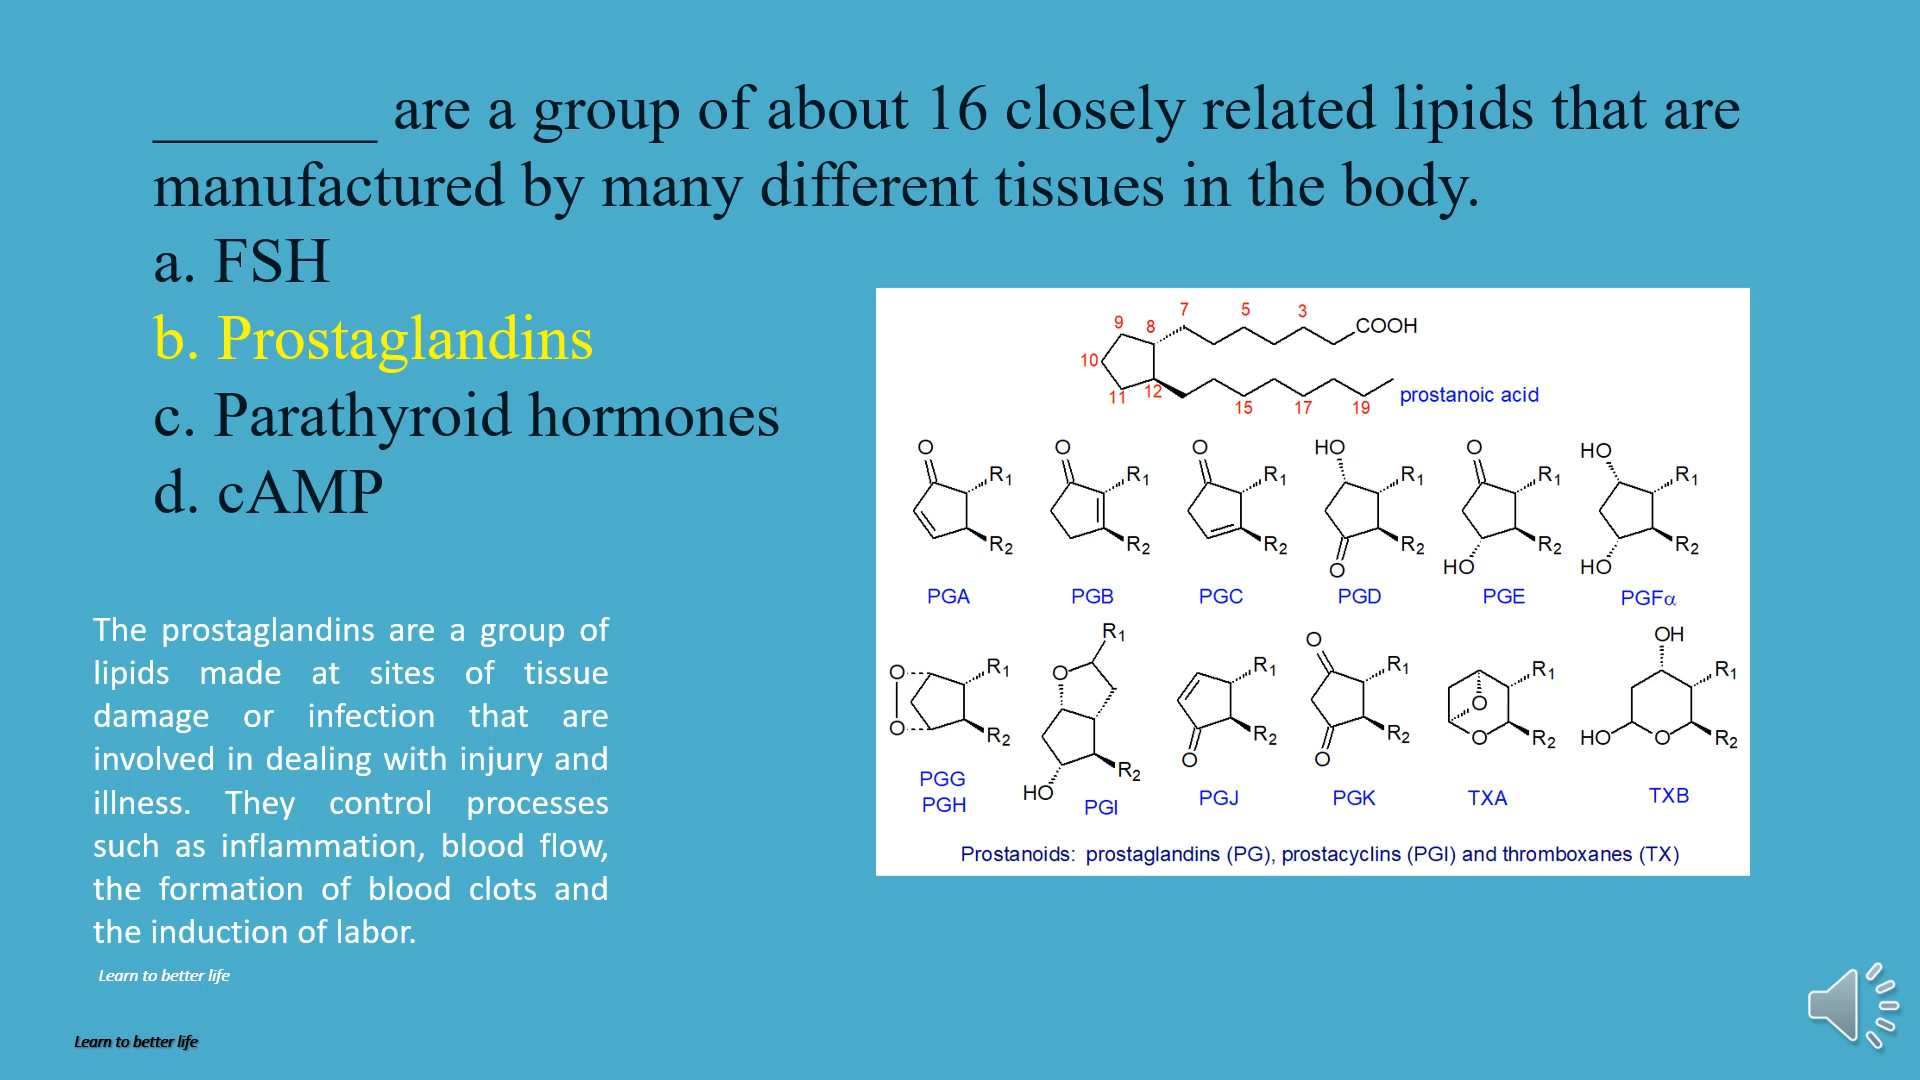 ________ are a group of about 16 closely related lipids that are
manufactured by many different tissues in the body.
a. FSH
b. Prostaglandins
c. Parathyroid hormones
d. cAMP
The prostaglandins are a group of
lipids made at sites of tissue
damage or infection that are
involved in dealing with injury and
illness. They control processes
such as inflammation, blood flow,
the formation of blood clots and
the induction of labor.
Learn to better life
Learn to better life
7 5 3
9 8 COOH
10
11 12
15 17 19
prostanoic acid
O O O HO O HO
R1 R1 R1 R1 R1 R1
R2 R2 R2 R2 R2 R2
O HO HO
PGA PGB PGC PGD PGE PGFα
R1 O OH
O R1 O R1 R1 R1 R1
O
O R2 R2 R2 O R2 HO O R2
HO R2 O O
PGG
PGH PGI PGJ PGK TXA TXB
Prostanoids: prostaglandins (PG), prostacyclins (PGI) and thromboxanes (TX)